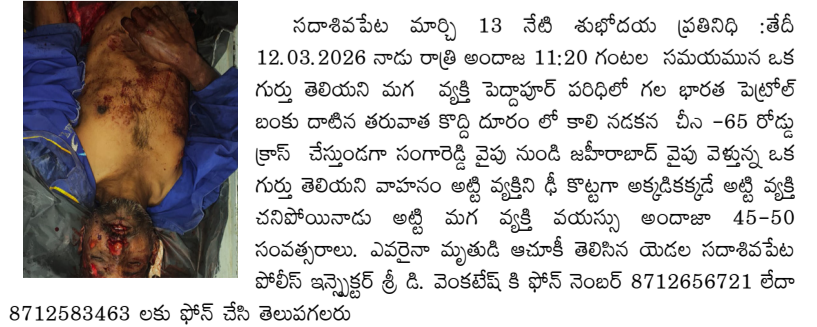 సదాశివపేట మార్చి 13 నేటి శుభోదయ ప్రతినిధి :తేదీ
12.03.2026 నాడు రాత్రి అందాజ 11:20 గంటల సమయమున ఒక
గుర్తు తెలియని మగ వ్యక్తి పెద్దాపూర్ పరిధిలో గల భారత పెట్రోల్
బంకు దాటిన తరువాత కొద్ది దూరం లో కాలి నడకన చీస -65 రోడ్డు
క్రాస్ చేస్తుండగా సంగారెడ్డి వైపు నుండి జహీరాబాద్ వైపు వెళ్తున్న ఒక
గుర్తు తెలియని వాహనం అట్టి వ్యక్తిని ఢీ కొట్టగా అక్కడికక్కడే అట్టి వ్యక్తి
చనిపోయినాడు అట్టి మగ వ్యక్తి వయస్సు అందాజా 45-50
సంవత్సరాలు. ఎవరైనా మృతుడి ఆచూకీ తెలిసిన యెడల సదాశివపేట
పోలీస్ ఇన్స్పెక్టర్ శ్రీ డి. వెంకటేష్ కి ఫోన్ నెంబర్ 8712656721 లేదా
8712583463 లకు ఫోన్ చేసి తెలుపగలరు